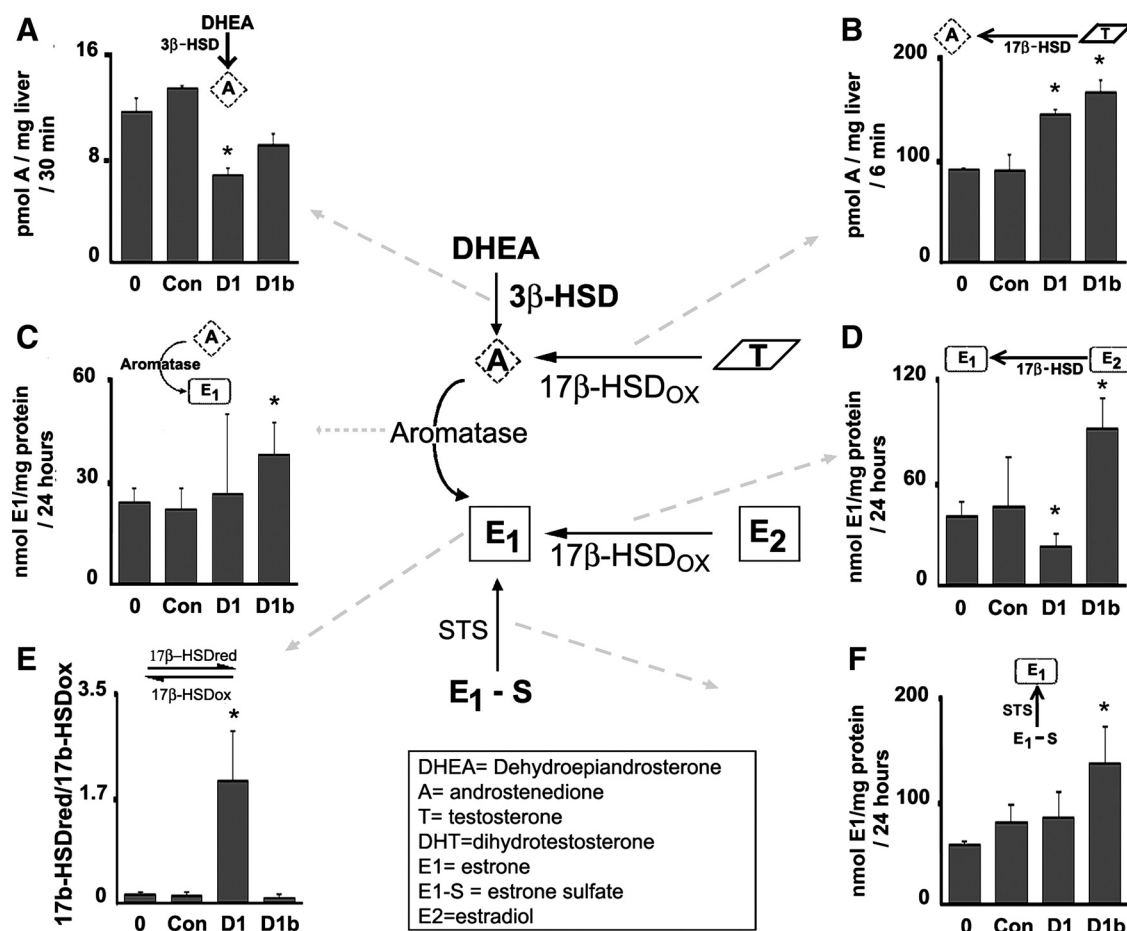 A
DHEA
3β-HSD
A
16
8
0
pmol A / mg liver
/ 30 min
*
0 Con D1 D1b
B
A 17β-HSD T
200
100
0
pmol A / mg liver
/ 6 min
* *
0 Con D1 D1b
DHEA
3β-HSD
A T
17β-HSDOX
Aromatase
E1 E2
17β-HSDOX
STS
E1 - S
C
A
Aromatase
E1
60
30
0
nmol E1/mg protein
/ 24 hours
*
0 Con D1 D1b
D
E1 17β-HSD E2
120
60
0
nmol E1/mg protein
/ 24 hours
* *
0 Con D1 D1b
E
17β-HSDred
17β-HSDox
3.5
1.7
0
17b-HSDred/17b-HSDox
*
0 Con D1 D1b
DHEA= Dehydroepiandrosterone
A= androstenedione
T= testosterone
DHT=dihydrotestosterone
E1= estrone
E1-S = estrone sulfate
E2=estradiol
F
E1
STS
E1-S
200
100
0
nmol E1/mg protein
/ 24 hours
*
0 Con D1 D1b